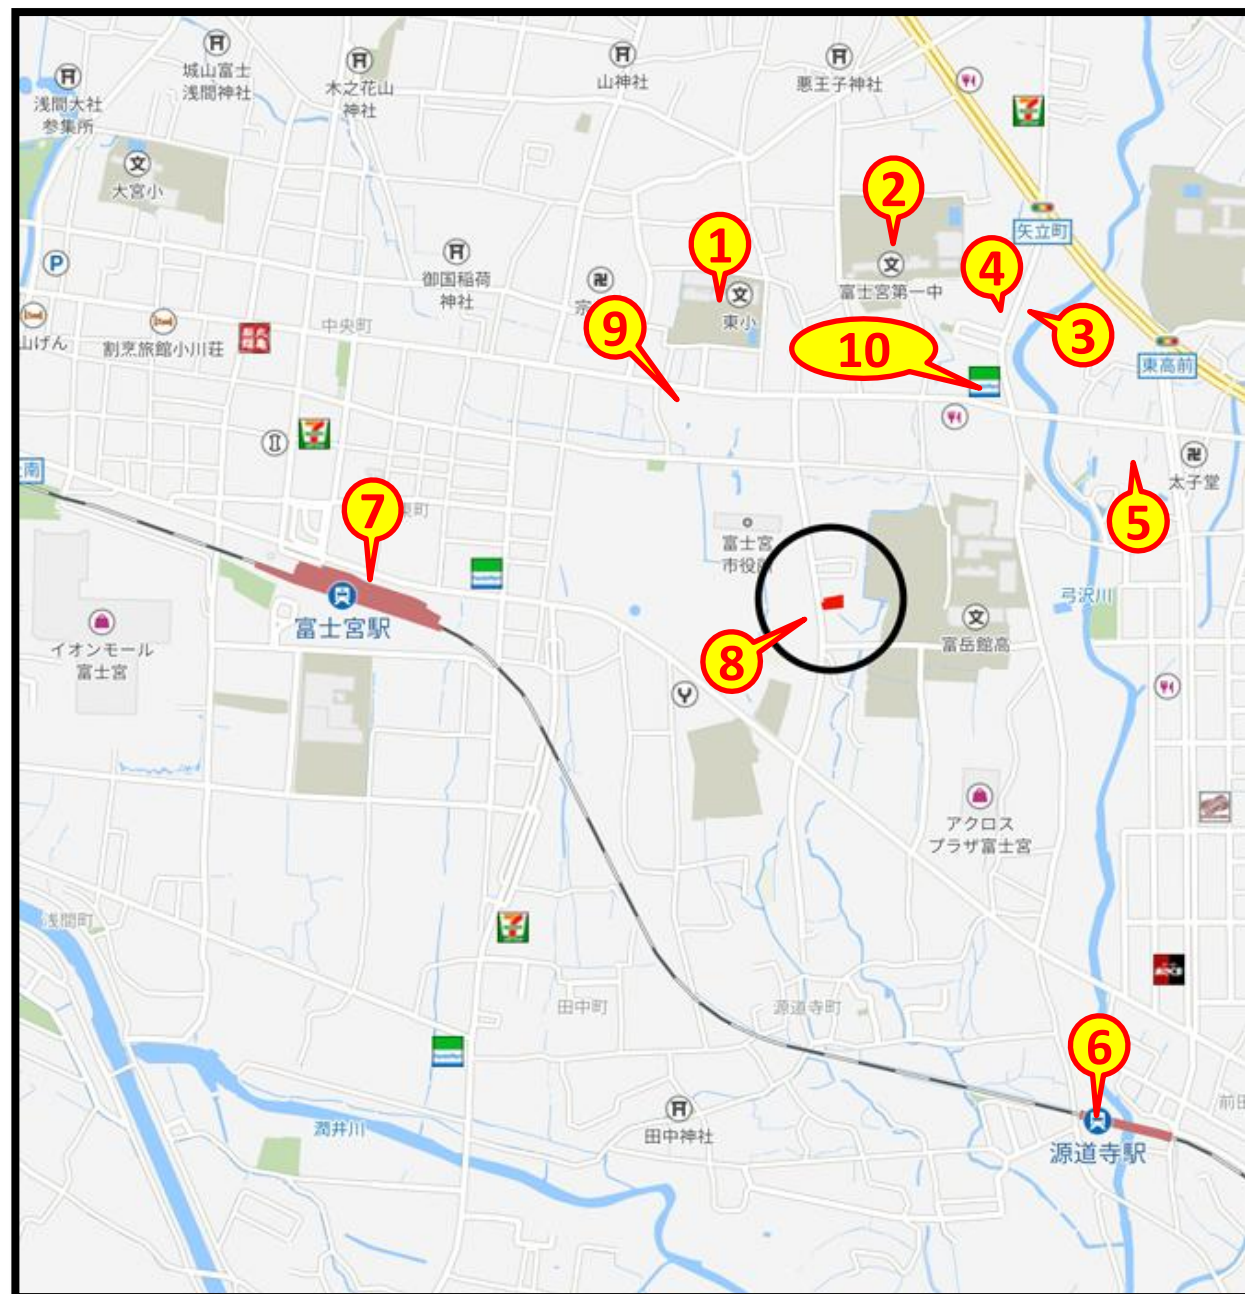 城山富士
浅間神社
木之花山
神社
山神社
悪王子神社
浅間大社
参集所
大宮小
2
矢立町
1
御国稲荷
神社
富士宮第一中
4
東小
9
中央町
割烹旅館小川荘
山げん
10
3
東高前
太子堂
7
5
富士宮
弓沢川
富士宮駅
イオンモール
富士宮
8
富岳館高
アクロス
プラザ富士宮
浅間町
田中町
源道寺町
6
潤井川
田中神社
源道寺駅